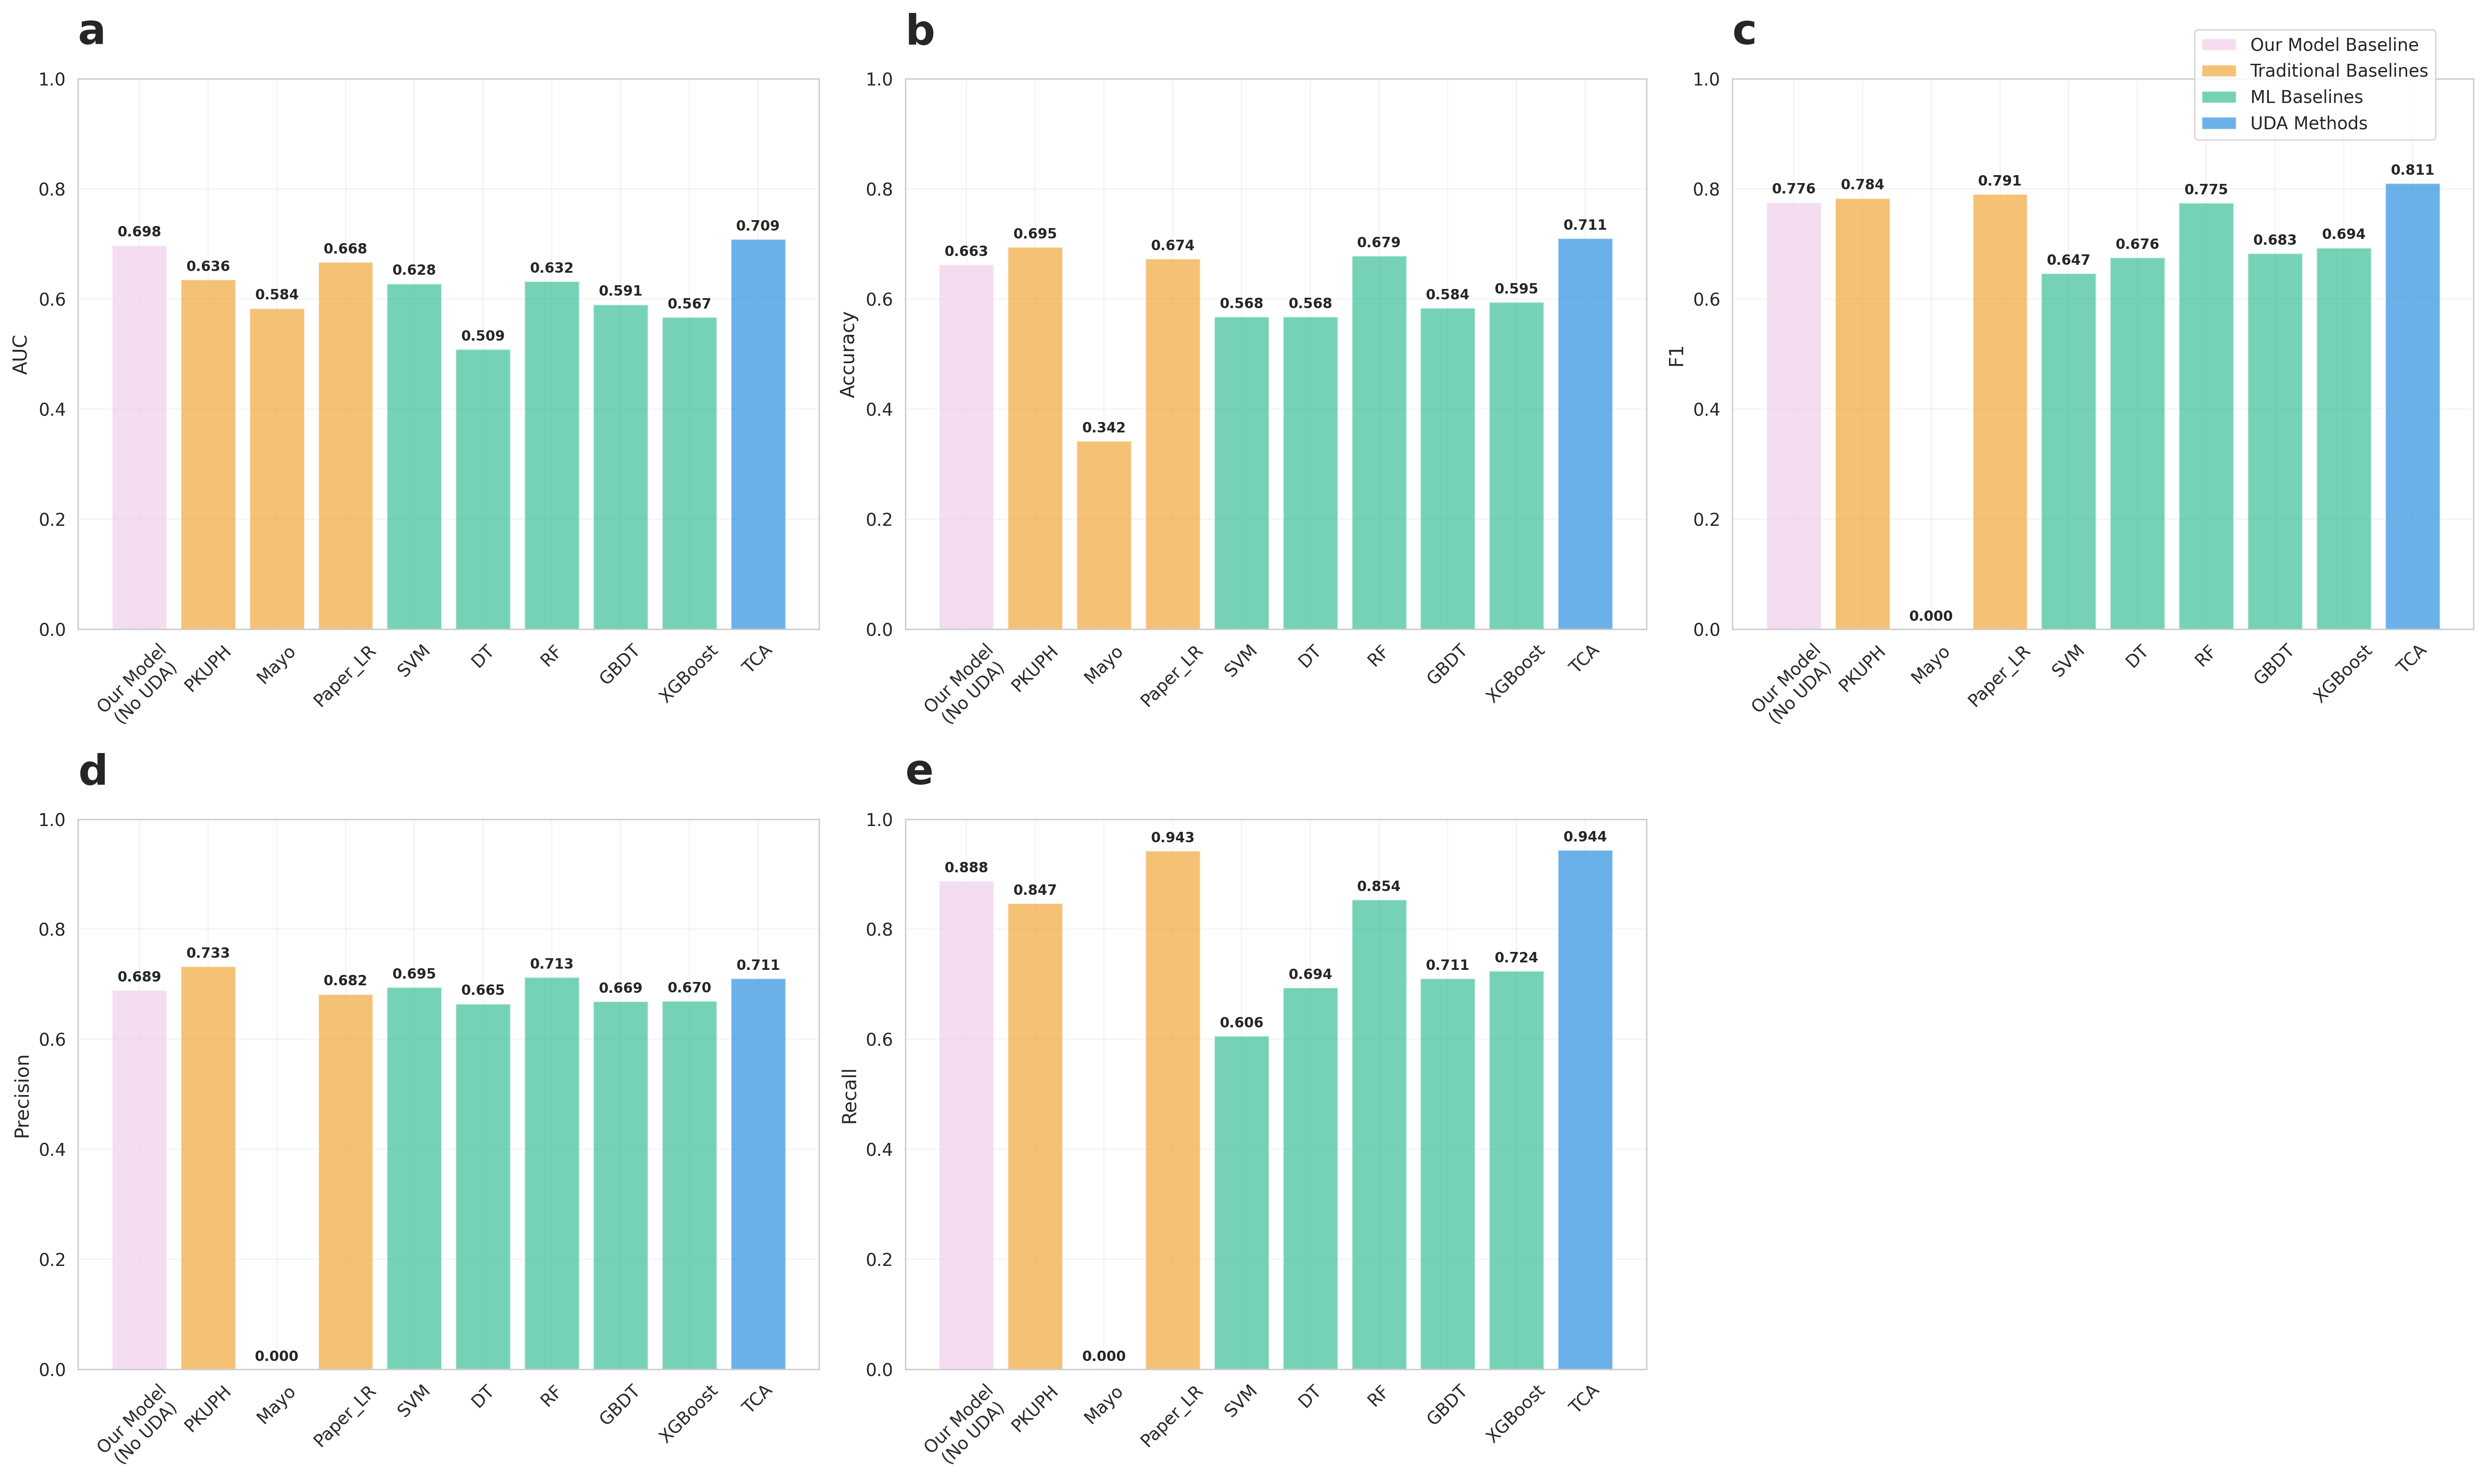 a
1.0
0.8
0.6
0.4
0.2
0.0
AUC
0.698
0.636
0.584
0.668
0.628
0.509
0.632
0.591
0.567
0.709
Our Model
(No UDA)
PKUPH
Mayo
Paper_LR
SVM
DT
RF
GBDT
XGBoost
TCA
b
1.0
0.8
0.6
0.4
0.2
0.0
Accuracy
0.663
0.695
0.342
0.674
0.568
0.568
0.679
0.584
0.595
0.711
Our Model
(No UDA)
PKUPH
Mayo
Paper_LR
SVM
DT
RF
GBDT
XGBoost
TCA
c
Our Model Baseline
Traditional Baselines
ML Baselines
UDA Methods
1.0
0.8
0.6
0.4
0.2
0.0
F1
0.776
0.784
0.000
0.791
0.647
0.676
0.775
0.683
0.694
0.811
Our Model
(No UDA)
PKUPH
Mayo
Paper_LR
SVM
DT
RF
GBDT
XGBoost
TCA
d
1.0
0.8
0.6
0.4
0.2
0.0
Precision
0.689
0.733
0.000
0.682
0.695
0.665
0.713
0.669
0.670
0.711
Our Model
(No UDA)
PKUPH
Mayo
Paper_LR
SVM
DT
RF
GBDT
XGBoost
TCA
e
1.0
0.8
0.6
0.4
0.2
0.0
Recall
0.888
0.847
0.000
0.943
0.606
0.694
0.854
0.711
0.724
0.944
Our Model
(No UDA)
PKUPH
Mayo
Paper_LR
SVM
DT
RF
GBDT
XGBoost
TCA